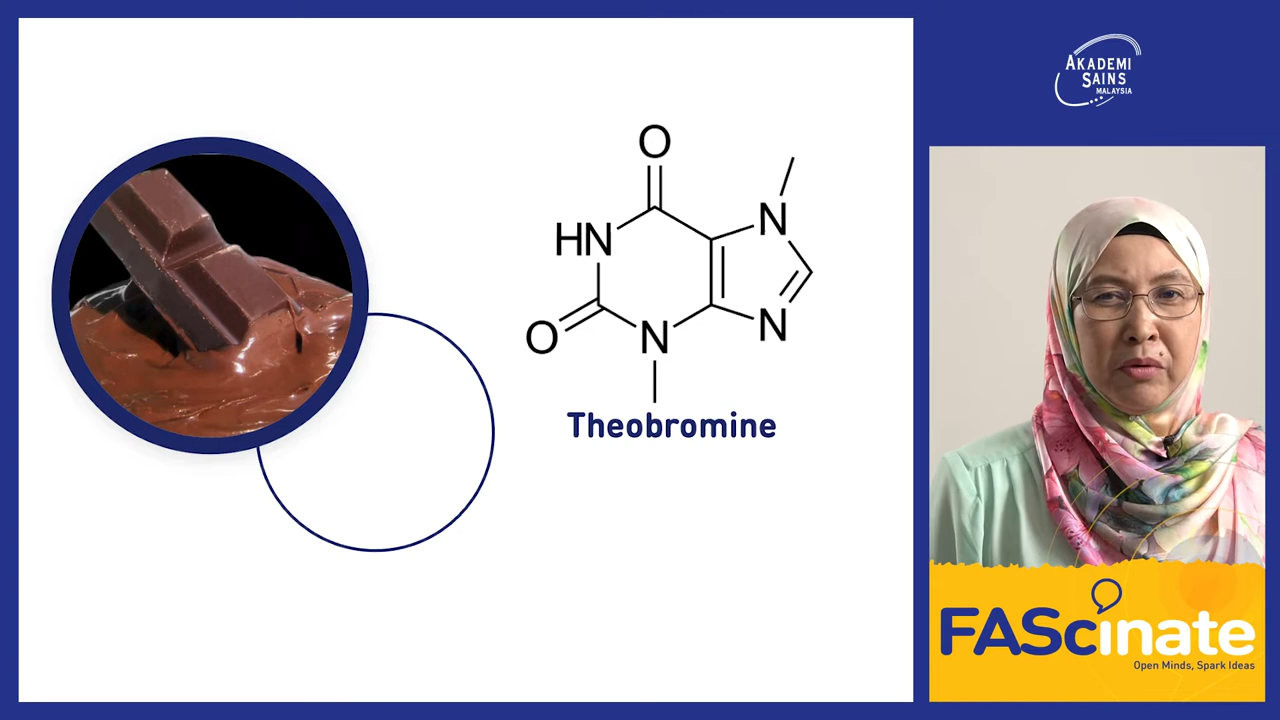 O
N
HN
O
N
N
Theobromine
AKADEMI
SAINS
MALAYSIA
FAScinate
Open Minds, Spark Ideas